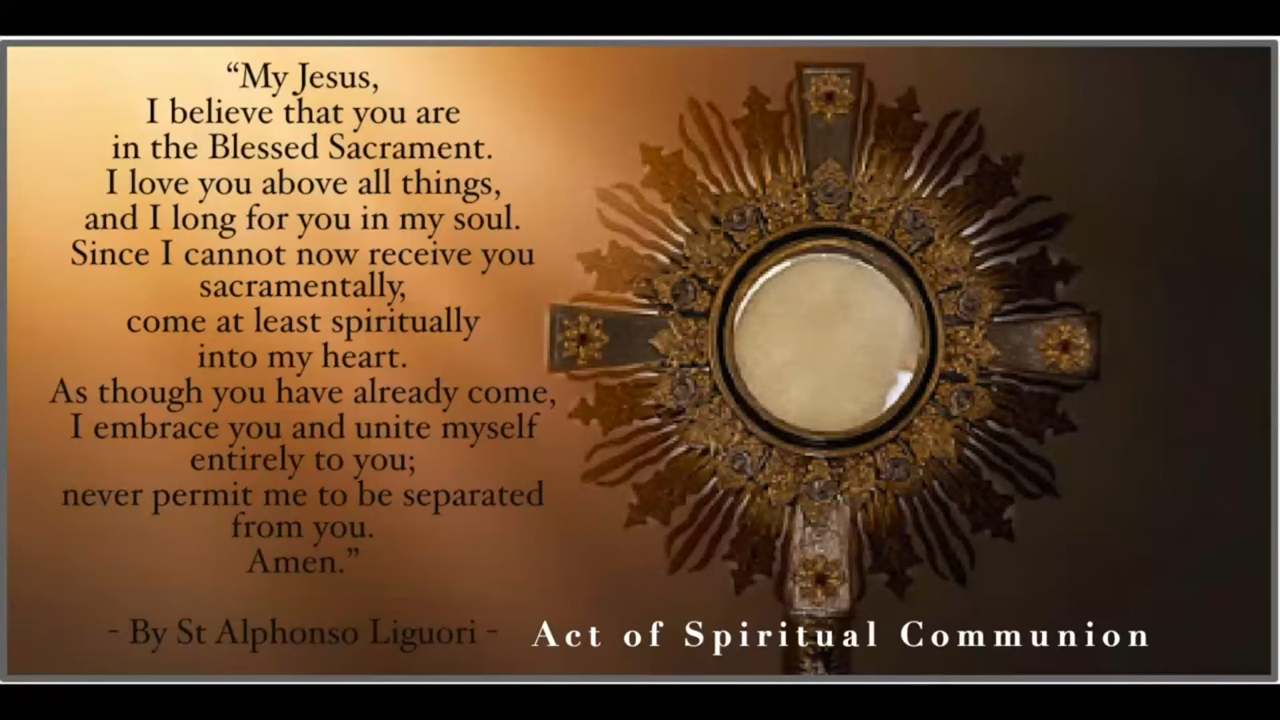 “My Jesus,
I believe that you are
in the Blessed Sacrament.
I love you above all things,
and I long for you in my soul.
Since I cannot now receive you
sacramentally,
come at least spiritually
into my heart.
As though you have already come,
I embrace you and unite myself
entirely to you;
never permit me to be separated
from you.
Amen.”
- By St Alphonso Liguori -
Act of Spiritual Communion